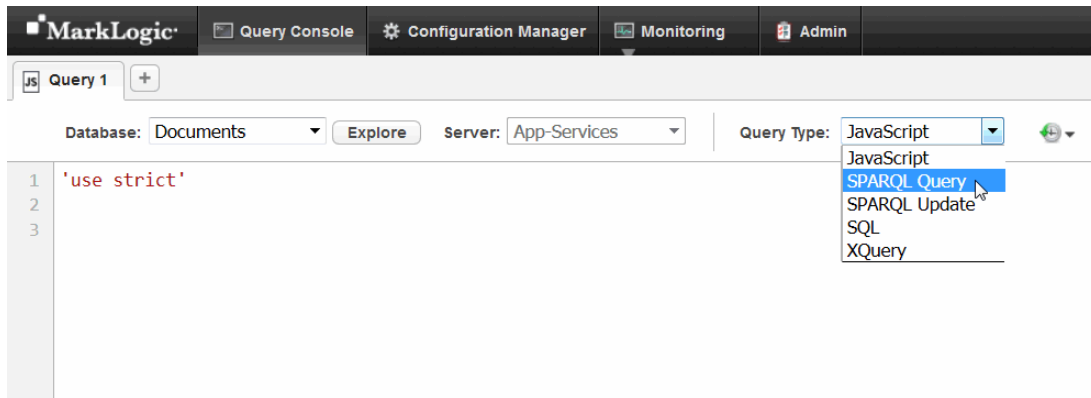 MarkLogic Query Console Configuration Manager Monitoring Admin
JS Query 1 +
Database: Documents Explore Server: App-Services Query Type: JavaScript
JavaScript
SPARQL Query
SPARQL Update
SQL
XQuery
1 'use strict'
2
3